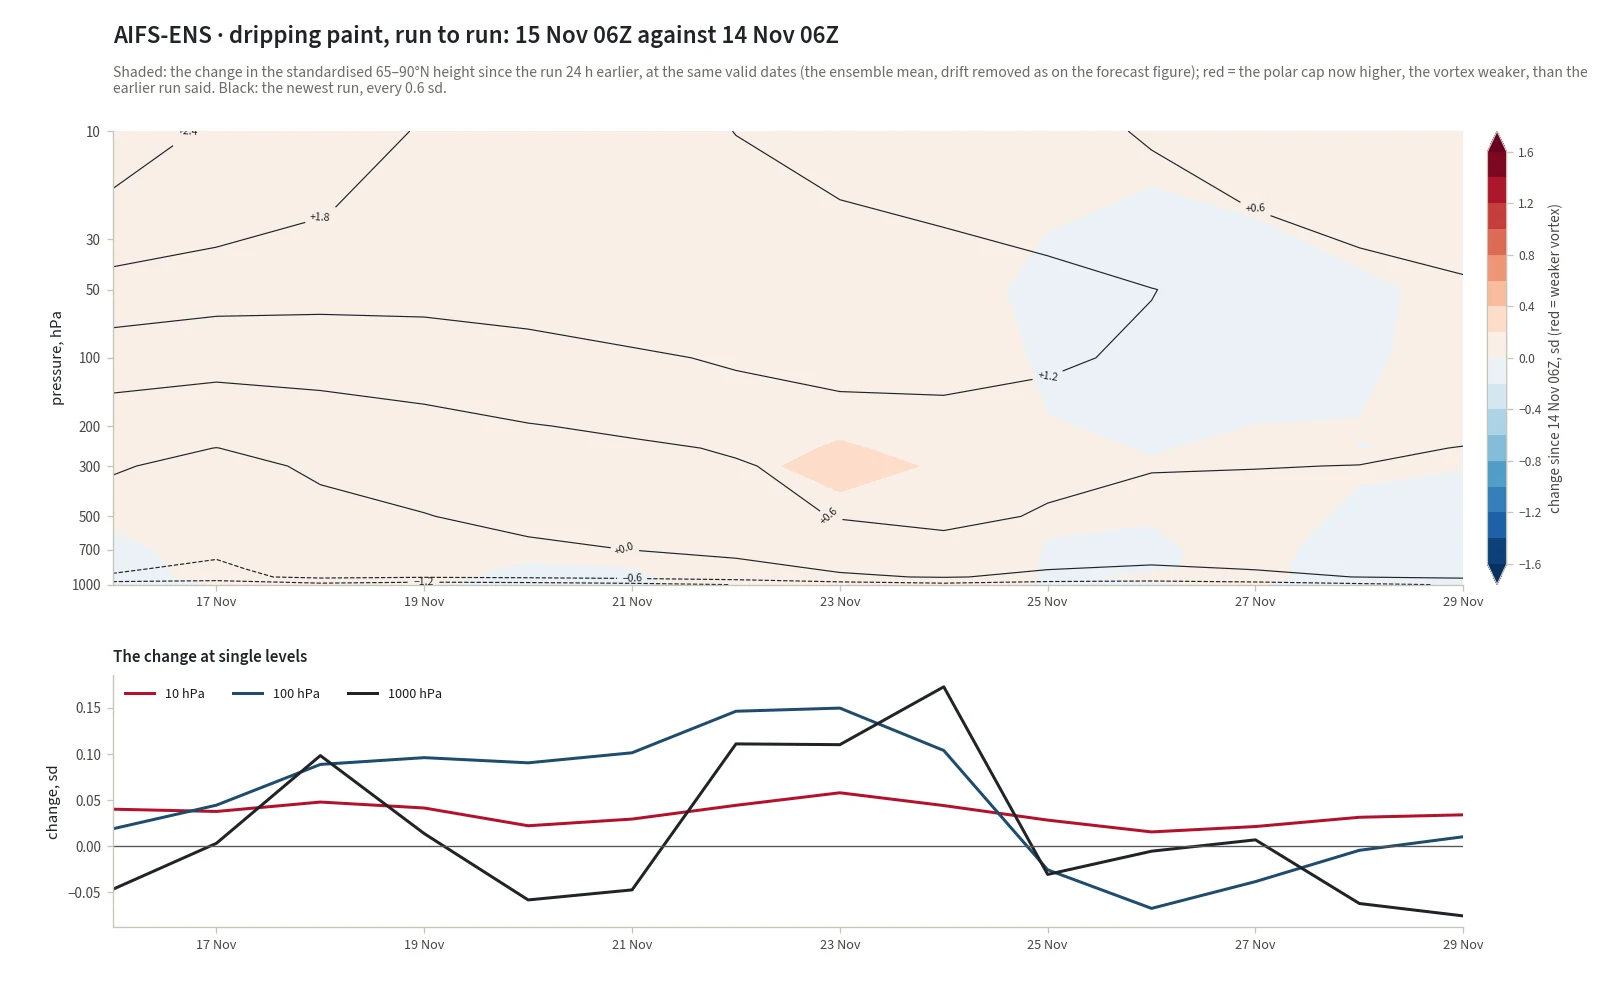 AIFS-ENS · dripping paint, run to run: 15 Nov 06Z against 14 Nov 06Z
Shaded: the change in the standardised 65–90°N height since the run 24 h earlier, at the same valid dates (the ensemble mean, drift removed as on the forecast figure); red = the polar cap now higher, the vortex weaker, than the
earlier run said. Black: the newest run, every 0.6 sd.
pressure, hPa
10
30
50
100
200
300
500
700
1000
+1.8
+0.6
+1.2
+0.6
+0.0
−1.2
−0.6
17 Nov
19 Nov
21 Nov
23 Nov
25 Nov
27 Nov
29 Nov
1.6
1.2
0.8
0.4
0.0
−0.4
−0.8
−1.2
−1.6
change since 14 Nov 06Z, sd (red = weaker vortex)
The change at single levels
10 hPa
100 hPa
1000 hPa
change, sd
0.15
0.10
0.05
0.00
−0.05
17 Nov
19 Nov
21 Nov
23 Nov
25 Nov
27 Nov
29 Nov